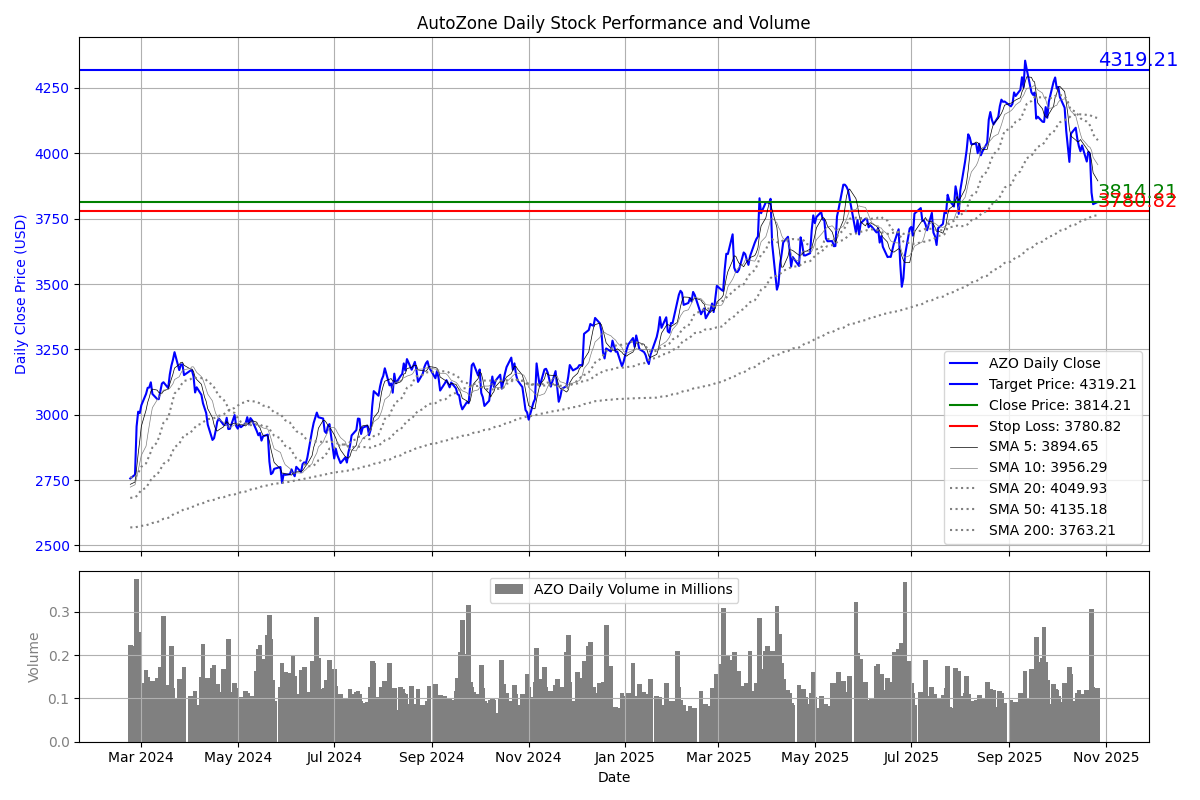 AutoZone Daily Stock Performance and Volume
Daily Close Price (USD)
4250
4000
3750
3500
3250
3000
2750
2500
4319.21
3814.21
3780.82
AZO Daily Close
Target Price: 4319.21
Close Price: 3814.21
Stop Loss: 3780.82
SMA 5: 3894.65
SMA 10: 3956.29
SMA 20: 4049.93
SMA 50: 4135.18
SMA 200: 3763.21
Volume
0.3
0.2
0.1
0.0
AZO Daily Volume in Millions
Mar 2024 May 2024 Jul 2024 Sep 2024 Nov 2024 Jan 2025 Mar 2025 May 2025 Jul 2025 Sep 2025 Nov 2025
Date